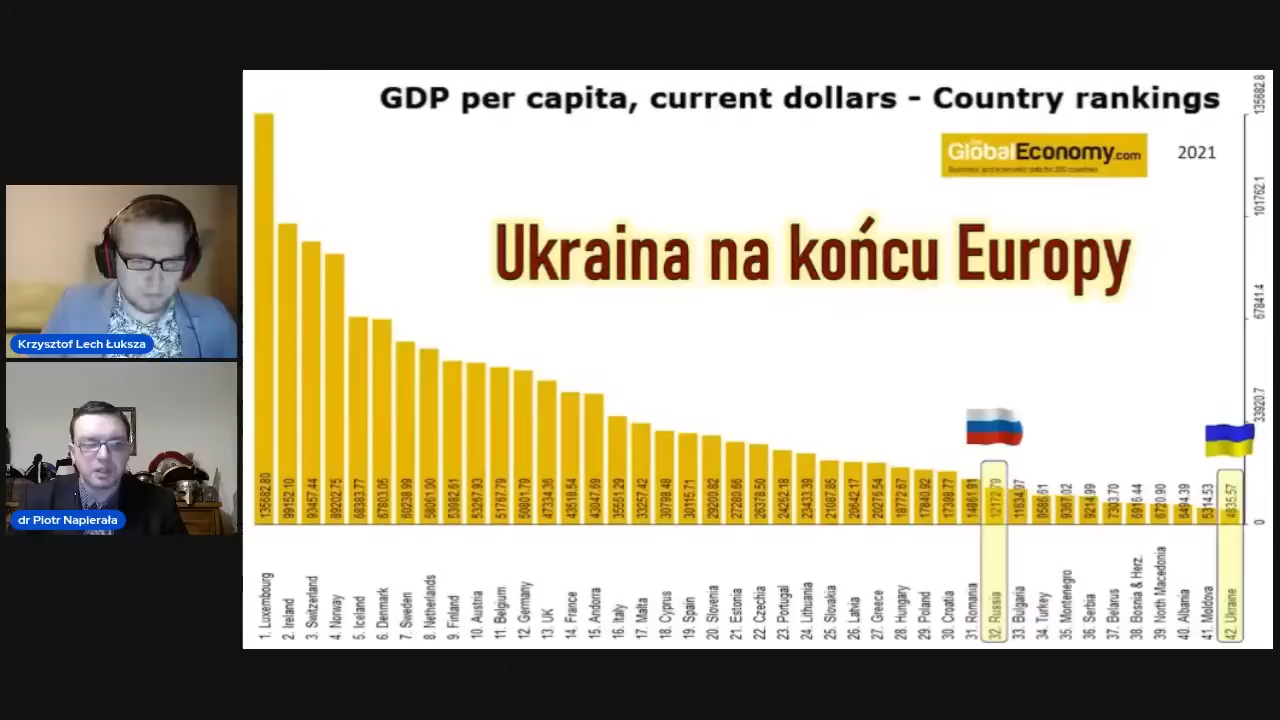 GDP per capita, current dollars - Country rankings
the
GlobalEconomy.com
Business and economic data for 200 countries
2021
Ukraina na końcu Europy
Krzysztof Lech Łuksza
dr Piotr Napierała
135682.8
101762.1
67841.4
33920.7
0
135682.80
99152.10
93457.44
89202.75
68383.77
67803.05
60238.99
58061.00
53982.61
53267.93
51767.79
50801.79
47334.36
43518.54
43047.69
35551.29
33257.42
30798.48
30115.71
29200.82
27280.66
26378.50
24262.18
23433.39
21087.85
20642.17
20276.54
18772.67
17840.92
17398.77
14861.91
12172.79
11634.97
9586.61
9367.02
9214.99
7303.70
6916.44
6720.90
6494.39
5314.53
4835.57
1. Luxembourg
2. Ireland
3. Switzerland
4. Norway
5. Iceland
6. Denmark
7. Sweden
8. Netherlands
9. Finland
10. Austria
11. Belgium
12. Germany
13. UK
14. France
15. Andorra
16. Italy
17. Malta
18. Cyprus
19. Spain
20. Slovenia
21. Estonia
22. Czechia
23. Portugal
24. Lithuania
25. Slovakia
26. Latvia
27. Greece
28. Hungary
29. Poland
30. Croatia
31. Romania
32. Russia
33. Bulgaria
34. Turkey
35. Montenegro
36. Serbia
37. Belarus
38. Bosnia & Herz.
39. North Macedonia
40. Albania
41. Moldova
42. Ukraine